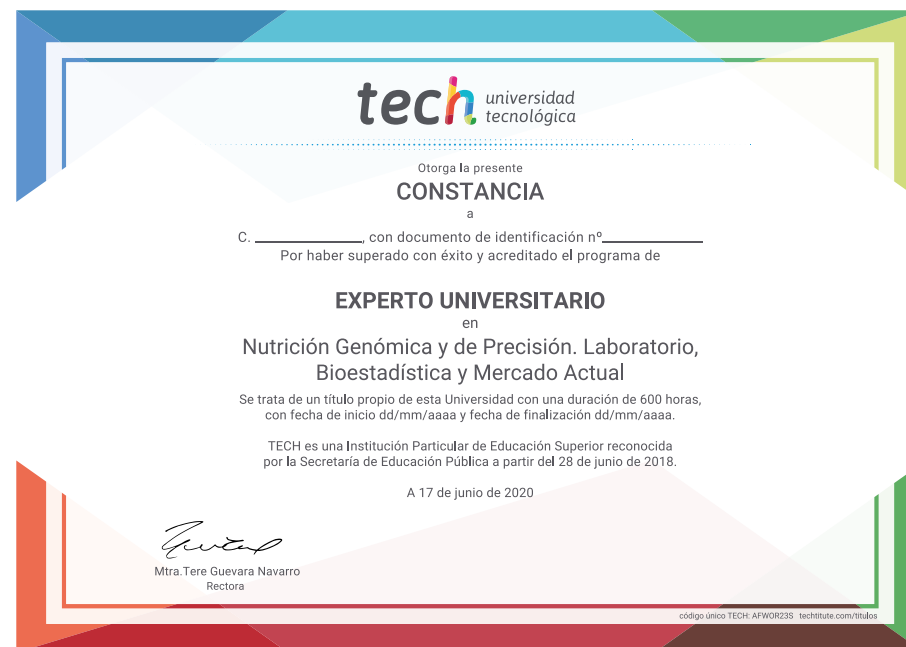 tech universidad
tecnológica
Otorga la presente
CONSTANCIA
a
C. ______________, con documento de identificación nº_____________
Por haber superado con éxito y acreditado el programa de
EXPERTO UNIVERSITARIO
en
Nutrición Genómica y de Precisión. Laboratorio,
Bioestadística y Mercado Actual
Se trata de un título propio de esta Universidad con una duración de 600 horas,
con fecha de inicio dd/mm/aaaa y fecha de finalización dd/mm/aaaa.
TECH es una Institución Particular de Educación Superior reconocida
por la Secretaría de Educación Pública a partir del 28 de junio de 2018.
A 17 de junio de 2020
Mtra.Tere Guevara Navarro
Rectora
código único TECH: AFWOR23S techtitute.com/titulos